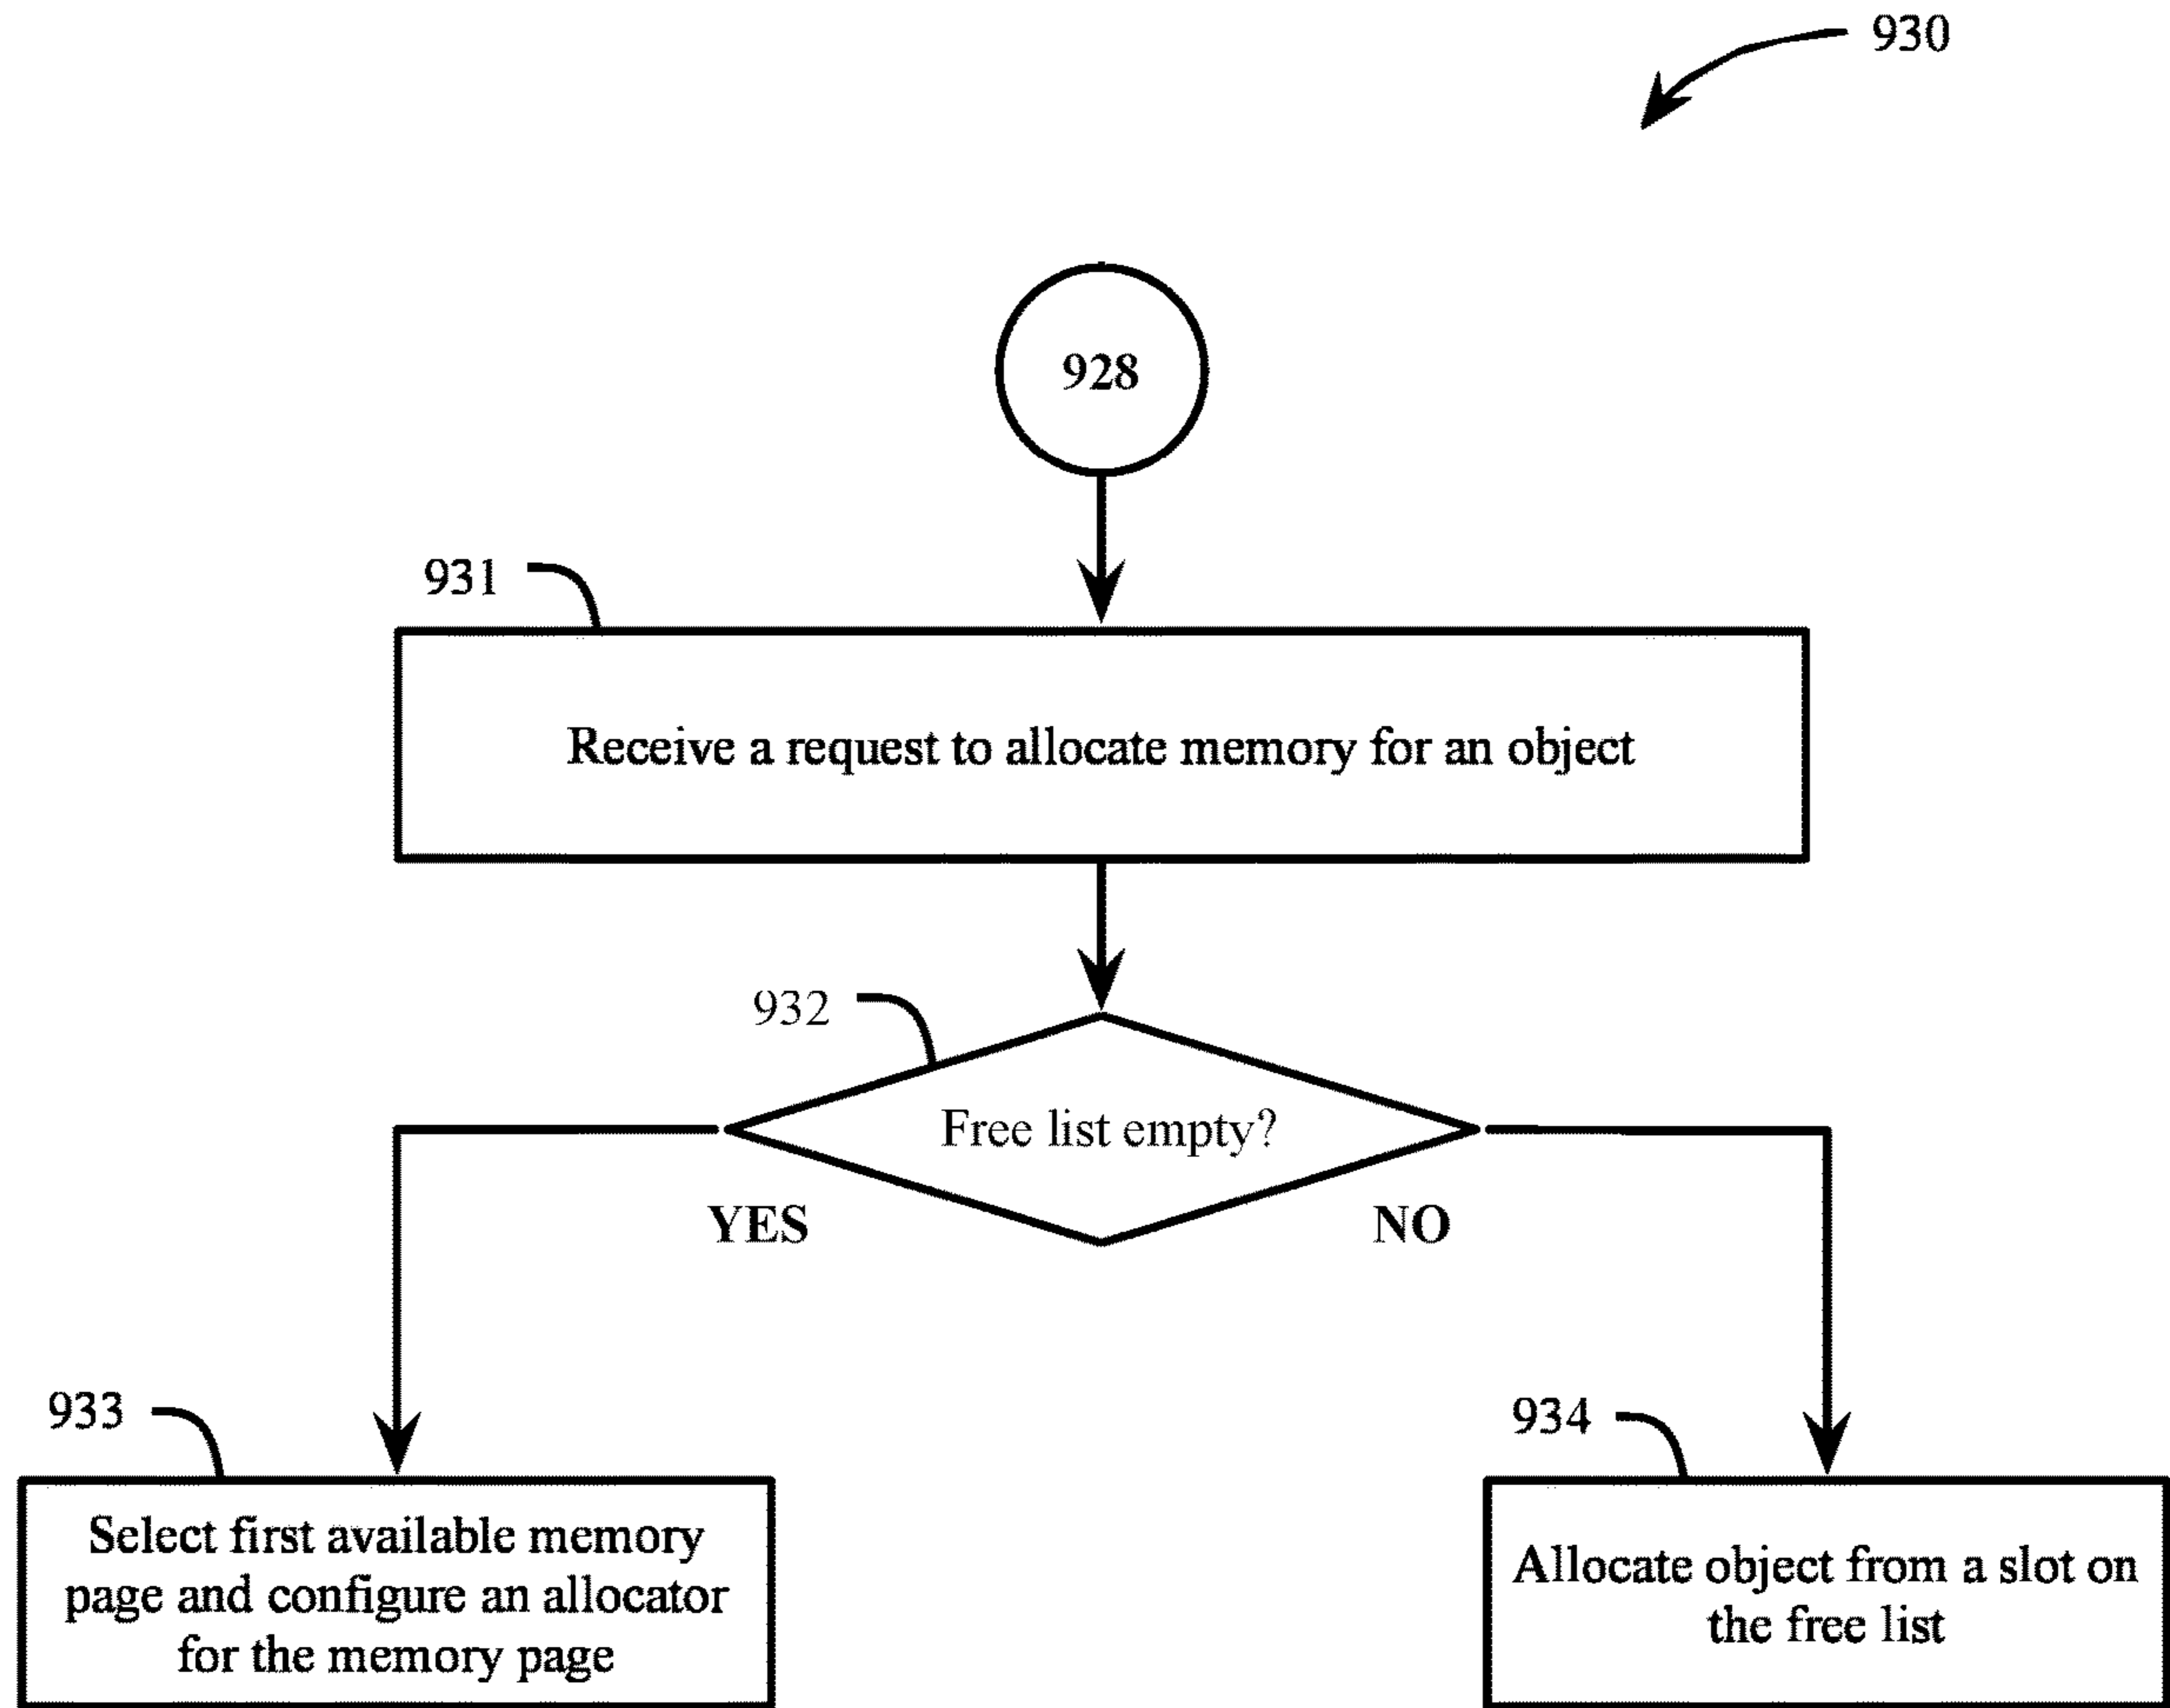 930
928
931
Receive a request to allocate memory for an object
932
Free list empty?
YES
NO
933
Select first available memory
page and configure an allocator
for the memory page
934
Allocate object from a slot on
the free list